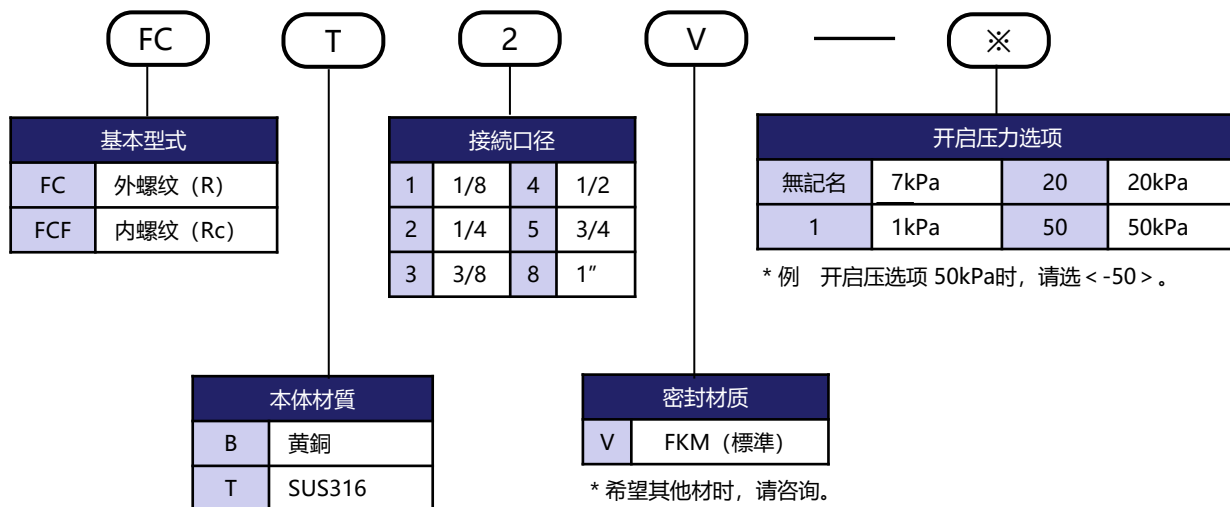 FC T 2 V — ※
基本型式
FC 外螺纹（R）
FCF 内螺纹（Rc）
接続口径
1 1/8 4 1/2
2 1/4 5 3/4
3 3/8 8 1″
开启压力选项
無記名 7kPa 20 20kPa
1 1kPa 50 50kPa
* 例　开启压选项 50kPa时，请选＜-50＞。
本体材質
B 黄銅
T SUS316
密封材质
V FKM（標準）
* 希望其他材时，请咨询。